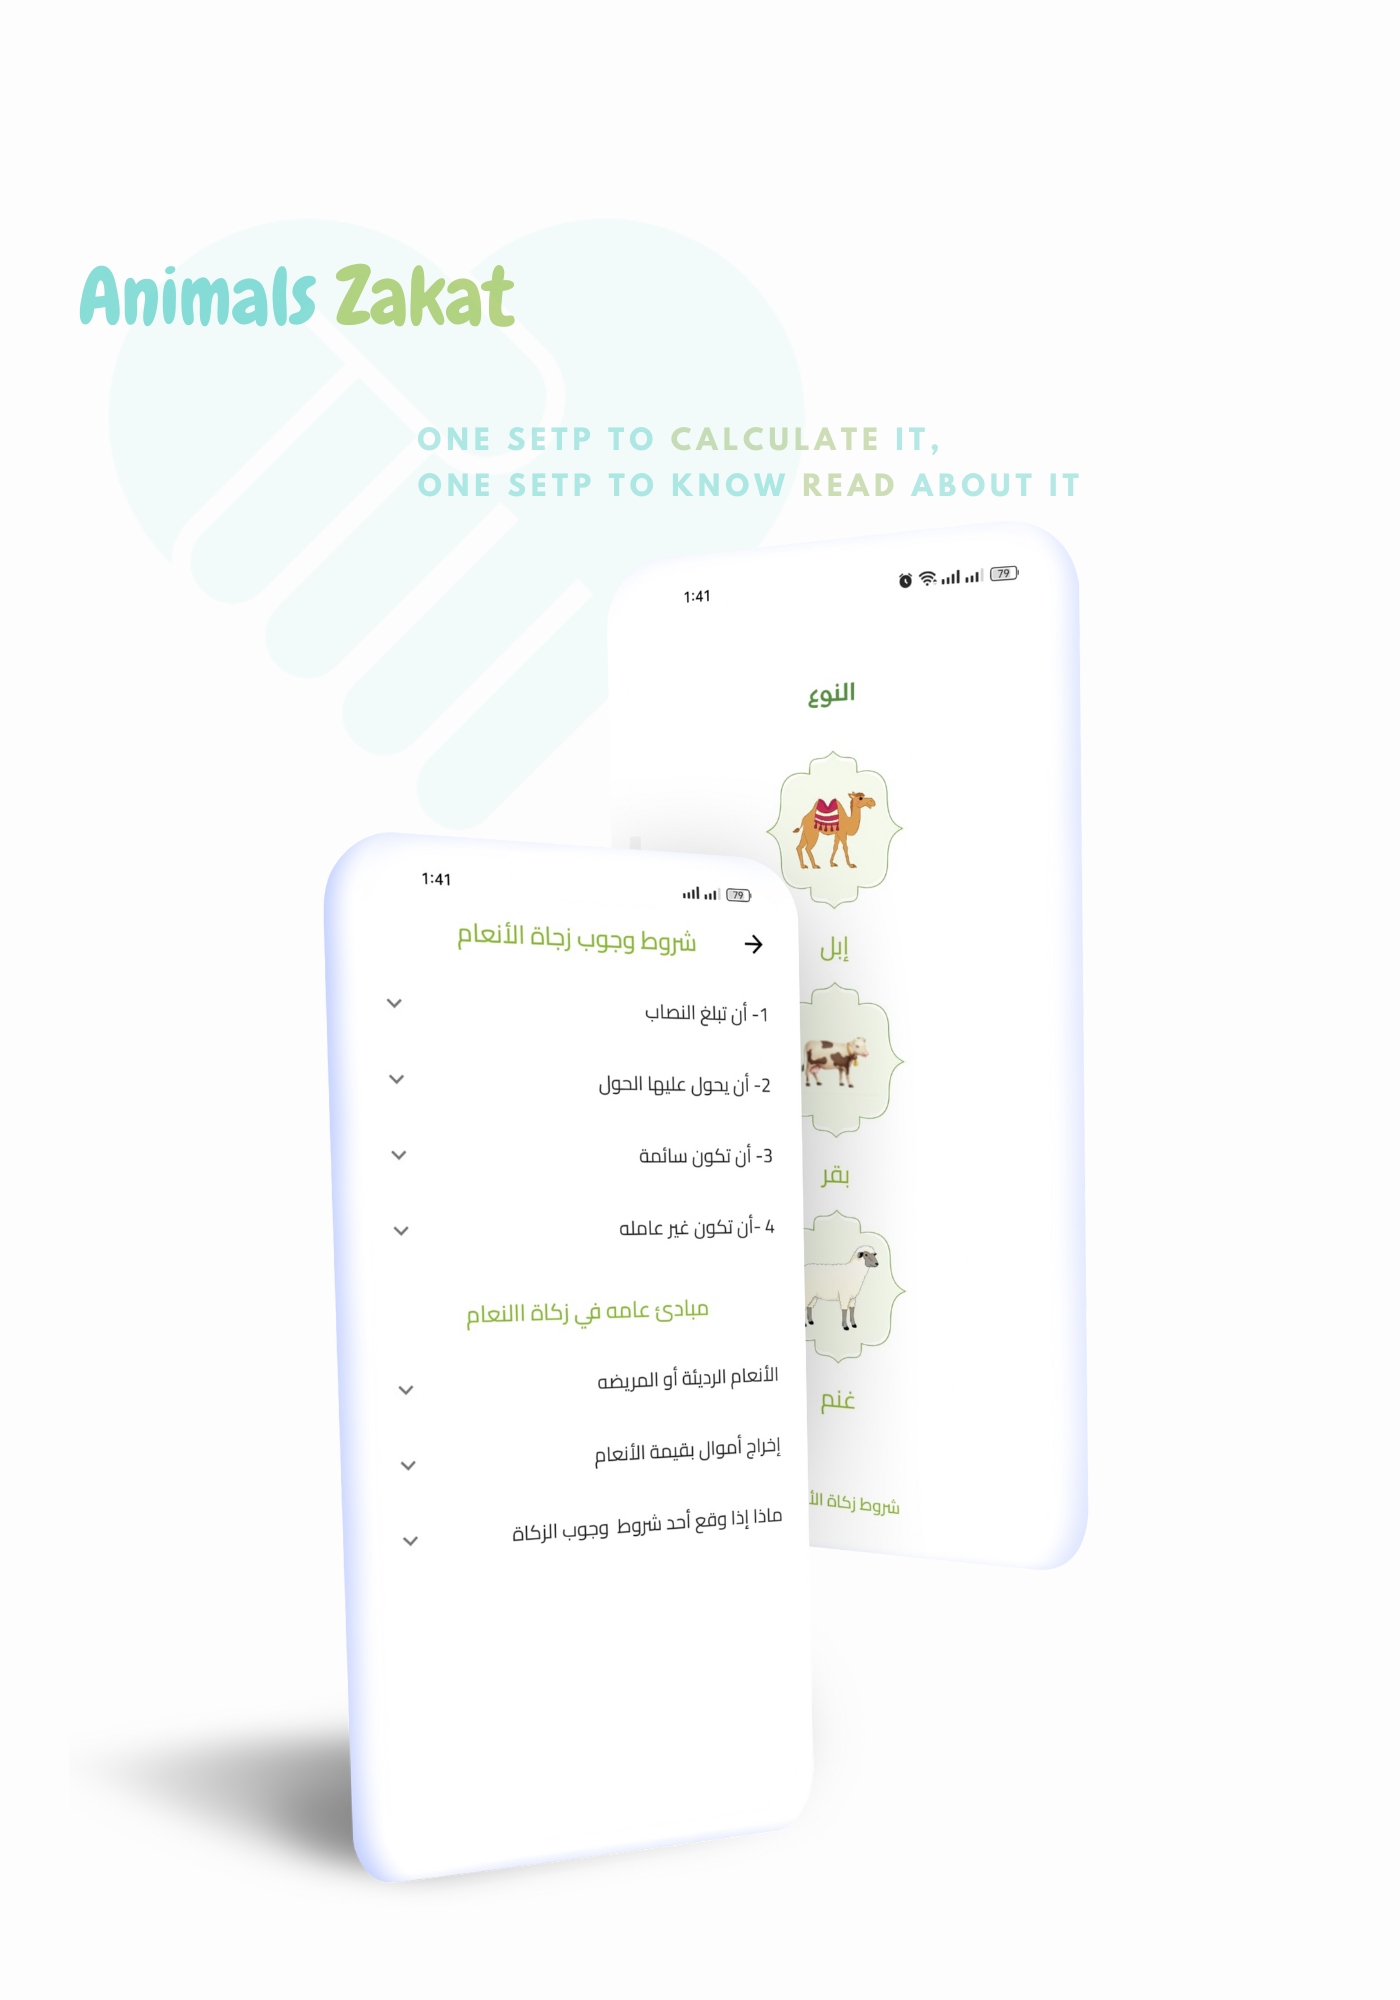 Animals Zakat
ONE SETP TO CALCULATE IT,
ONE SETP TO KNOW READ ABOUT IT
1:41
79
النوع
إبل
بقر
غنم
شروط زكاة الأ
1:41
79
شروط وجوب زجاة الأنعام
1- أن تبلغ النصاب
2- أن يحول عليها الحول
3- أن تكون سائمة
4 -أن تكون غير عامله
مبادئ عامه في زكاة االنعام
الأنعام الرديئة أو المريضه
إخراج أموال بقيمة الأنعام
ماذا إذا وقع أحد شروط وجوب الزكاة